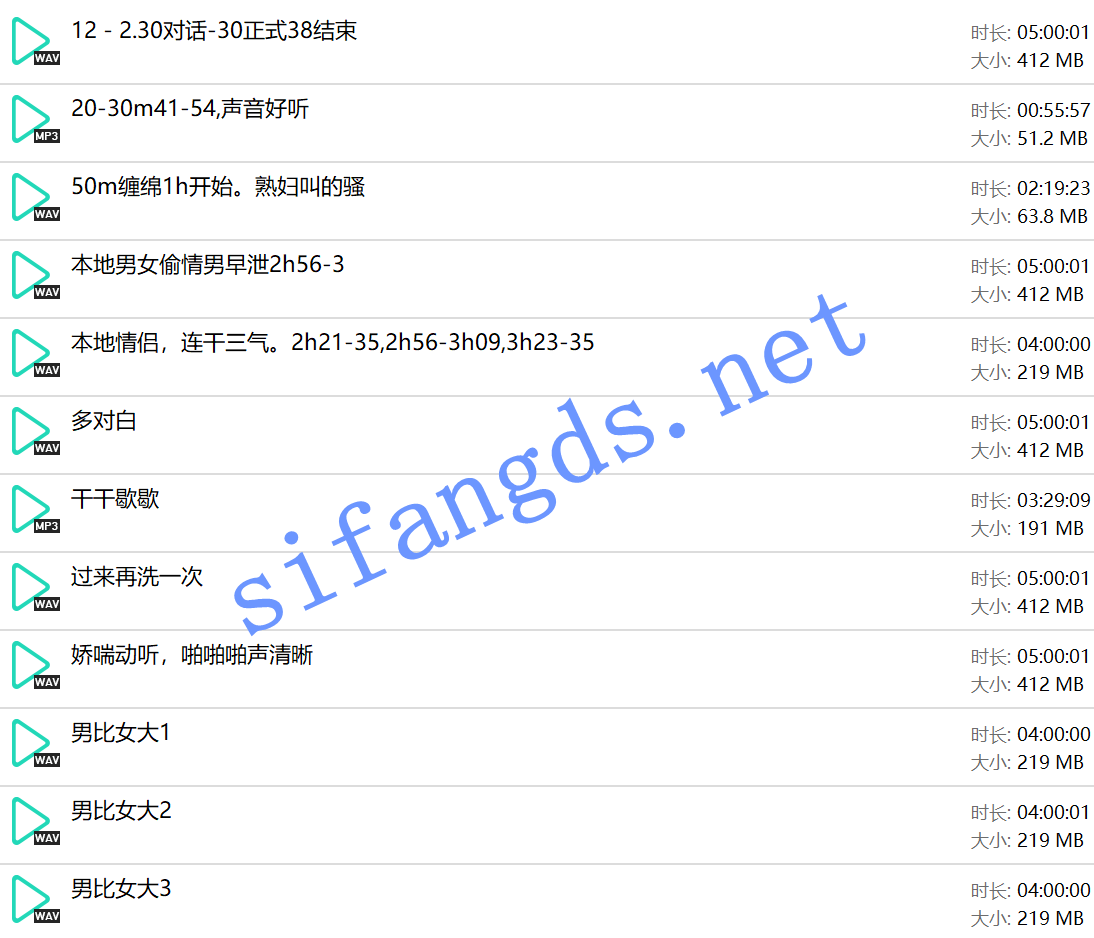 12 - 2.30对话-30正式38结束
时长: 05:00:01
WAV
大小: 412 MB
20-30m41-54,声音好听
时长: 00:55:57
MP3
大小: 51.2 MB
50m缠绵1h开始。熟妇叫的骚
时长: 02:19:23
WAV
大小: 63.8 MB
本地男女偷情男早泄2h56-3
时长: 05:00:01
WAV
大小: 412 MB
本地情侣，连干三气。2h21-35,2h56-3h09,3h23-35
时长: 04:00:00
WAV
大小: 219 MB
多对白
时长: 05:00:01
WAV
大小: 412 MB
干干歇歇
时长: 03:29:09
MP3
大小: 191 MB
过来再洗一次
时长: 05:00:01
WAV
大小: 412 MB
娇喘动听，啪啪啪声清晰
时长: 05:00:01
WAV
大小: 412 MB
男比女大1
时长: 04:00:00
WAV
大小: 219 MB
男比女大2
时长: 04:00:01
WAV
大小: 219 MB
男比女大3
时长: 04:00:00
WAV
大小: 219 MB
sifangds.net